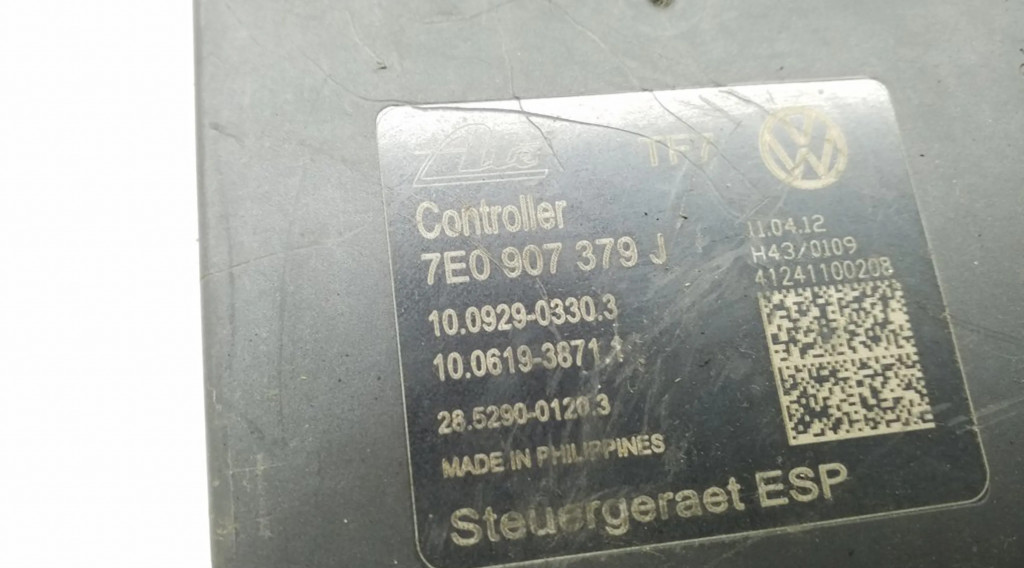 Ate 1F7
Controller
7E0 907 379 J
11.04.12
H43/0109
41241100208
10.0929-0330.3
10.0619-3871.1
28.5290-0120.3
MADE IN PHILIPPINES
Steuergeraet ESP